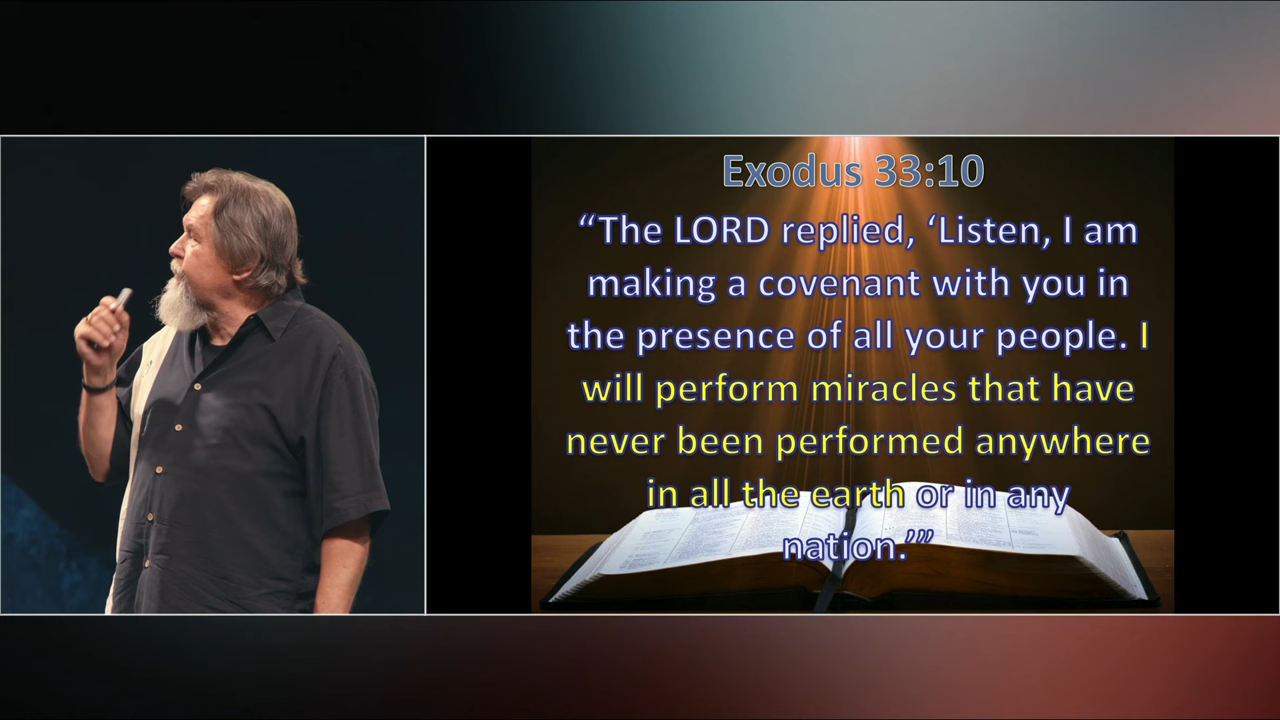 Exodus 33:10
“The LORD replied, ‘Listen, I am
making a covenant with you in
the presence of all your people. I
will perform miracles that have
never been performed anywhere
in all the earth or in any
nation.’”